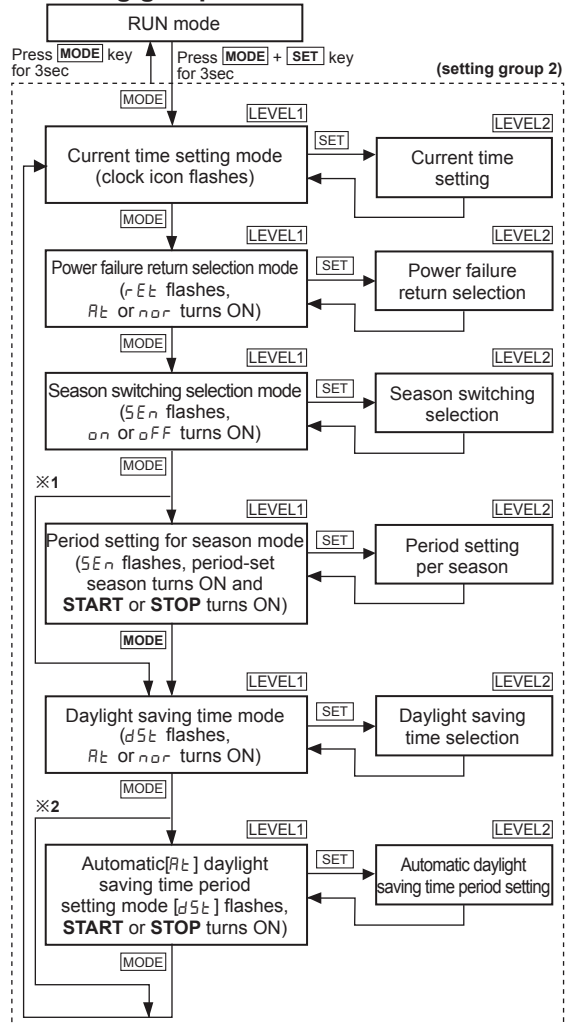 RUN mode
Press MODE key
for 3sec
Press MODE + SET key
for 3sec
(setting group 2)
MODE
LEVEL1
Current time setting mode
(clock icon flashes)
SET
LEVEL2
Current time
setting
MODE
LEVEL1
Power failure return selection mode
(rEt flashes,
At or nor turns ON)
SET
LEVEL2
Power failure
return selection
MODE
LEVEL1
Season switching selection mode
(SEn flashes,
on or oFF turns ON)
SET
LEVEL2
Season switching
selection
MODE
※1
LEVEL1
Period setting for season mode
(SEn flashes, period-set
season turns ON and
START or STOP turns ON)
SET
LEVEL2
Period setting
per season
MODE
LEVEL1
Daylight saving time mode
(dSt flashes,
At or nor turns ON)
SET
LEVEL2
Daylight saving
time selection
MODE
※2
LEVEL1
Automatic[At] daylight
saving time period
setting mode [dSt] flashes,
START or STOP turns ON)
SET
LEVEL2
Automatic daylight
saving time period setting
MODE